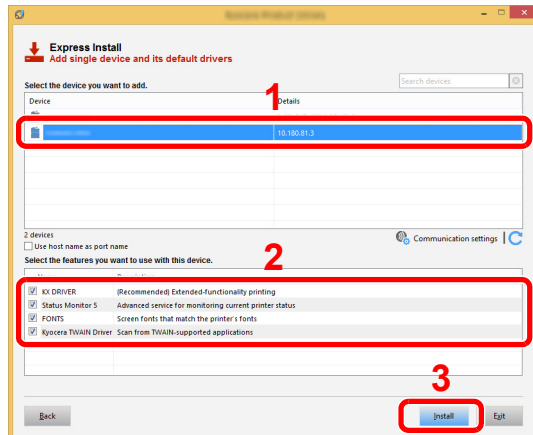 Express Install
Add single device and its default drivers
Select the device you want to add.
Search devices
1
Device Details
10.180.81.3
2 devices
Communication settings
Use host name as port name
2
Select the features you want to use with this device.
KX DRIVER (Recommended) Extended-functionality printing
Status Monitor 5 Advanced service for monitoring current printer status
FONTS Screen fonts that match the printer's fonts
Kyocera TWAIN Driver Scan from TWAIN-supported applications
3
Back Install Exit